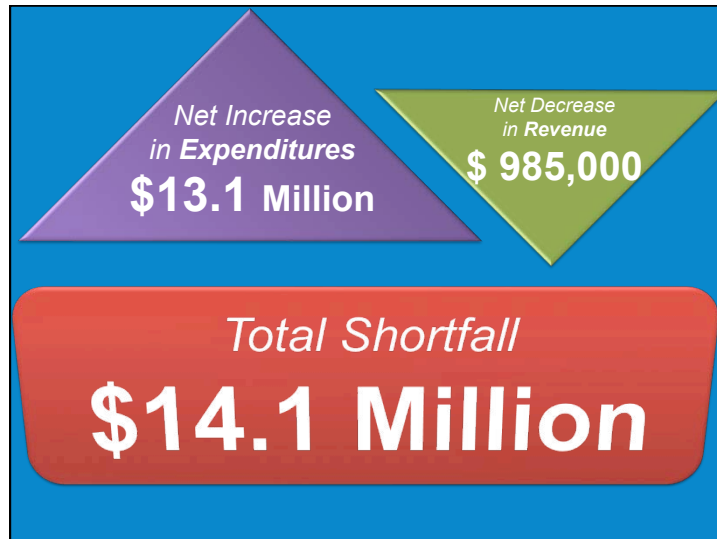 Net Increase
in Expenditures
$13.1 Million
Net Decrease
in Revenue
$ 985,000
Total Shortfall
$14.1 Million